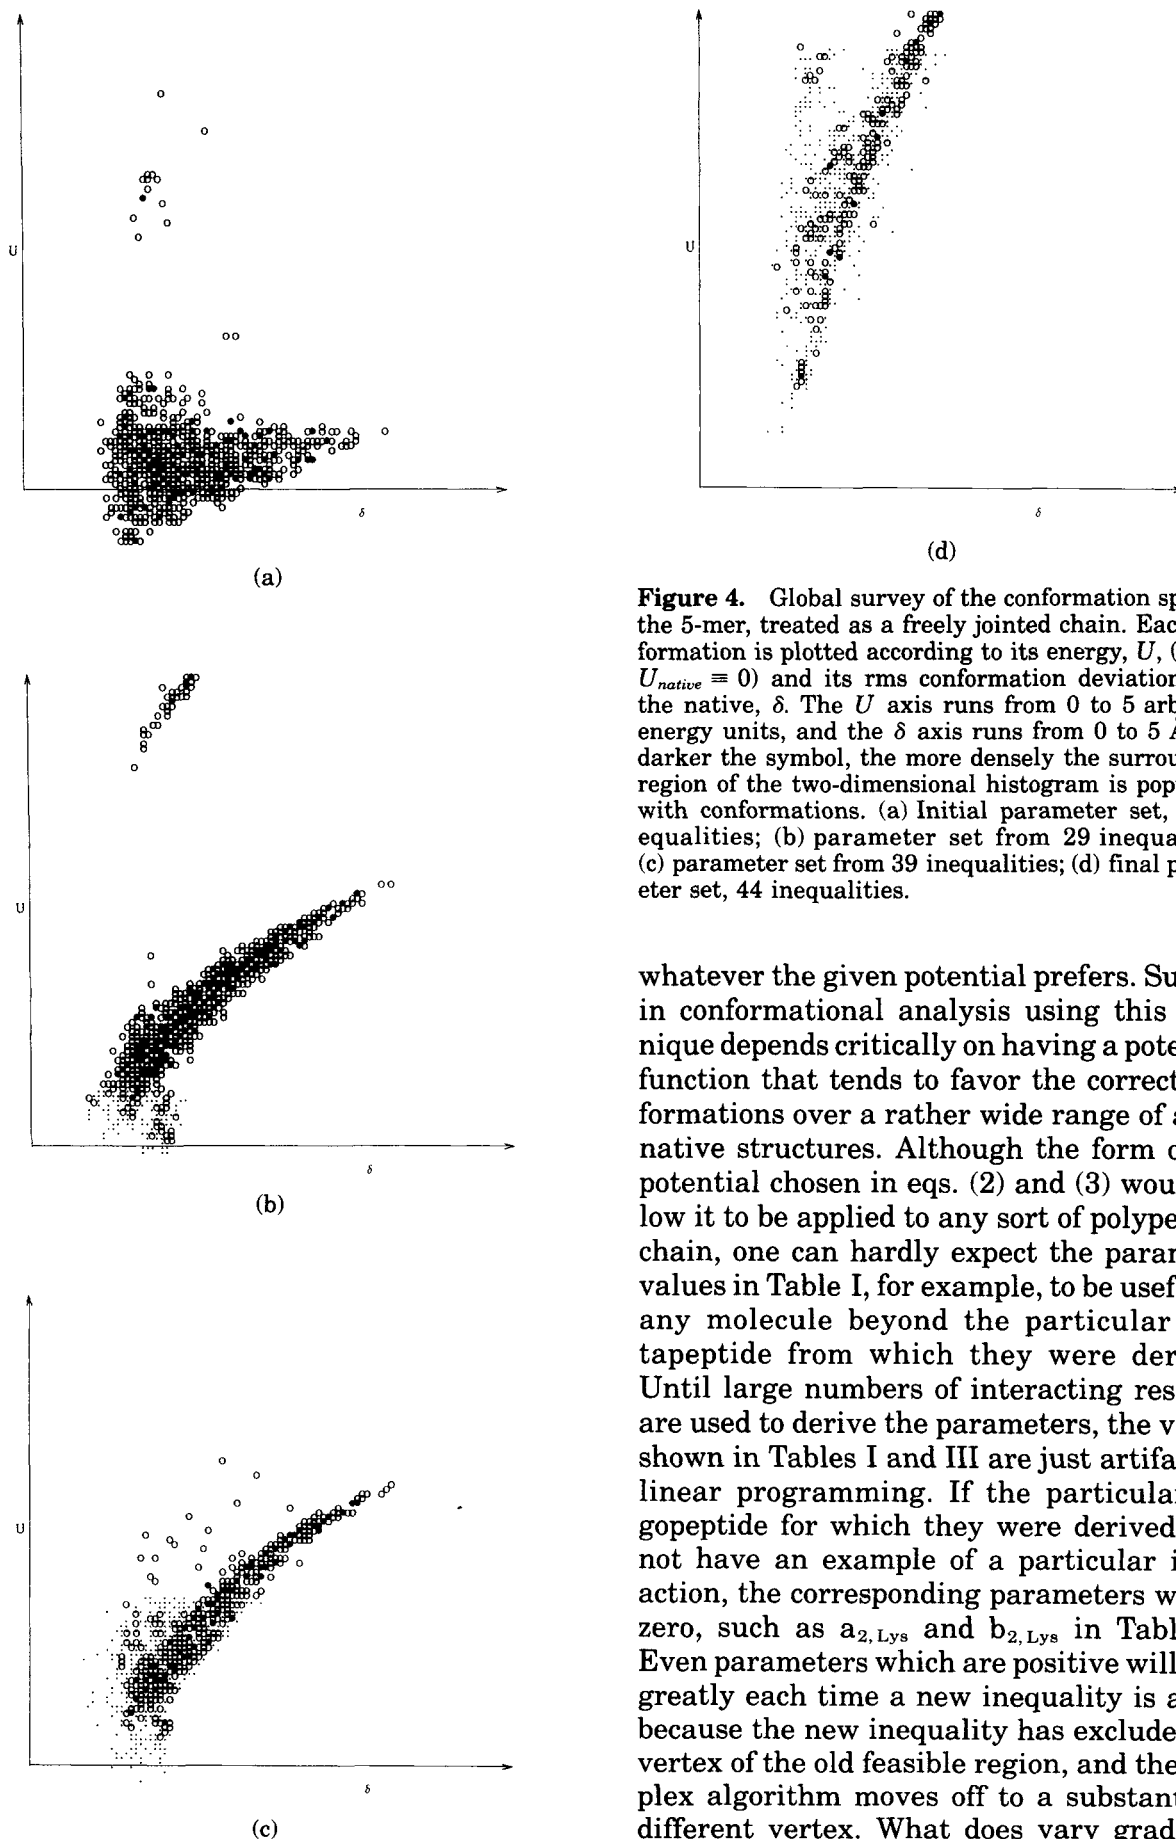 U
δ
(a)
U
δ
(b)
U
δ
(c)
U
δ
(d)
Figure 4. Global survey of the conformation sp
the 5-mer, treated as a freely jointed chain. Eac
formation is plotted according to its energy, U, (
U_native ≡ 0) and its rms conformation deviation
the native, δ. The U axis runs from 0 to 5 arb
energy units, and the δ axis runs from 0 to 5 A
darker the symbol, the more densely the surrou
region of the two-dimensional histogram is pop
with conformations. (a) Initial parameter set,
equalities; (b) parameter set from 29 inequa
(c) parameter set from 39 inequalities; (d) final p
eter set, 44 inequalities.
whatever the given potential prefers. Su
in conformational analysis using this
nique depends critically on having a pote
function that tends to favor the correct
formations over a rather wide range of a
native structures. Although the form o
potential chosen in eqs. (2) and (3) wou
low it to be applied to any sort of polype
chain, one can hardly expect the param
values in Table I, for example, to be usef
any molecule beyond the particular
tapeptide from which they were der
Until large numbers of interacting res
are used to derive the parameters, the v
shown in Tables I and III are just artifa
linear programming. If the particula
gopeptide for which they were derived
not have an example of a particular i
action, the corresponding parameters w
zero, such as a₂,Lys and b₂,Lys in Tabl
Even parameters which are positive will
greatly each time a new inequality is a
because the new inequality has exclude
vertex of the old feasible region, and the
plex algorithm moves off to a substant
different vertex. What does vary grad